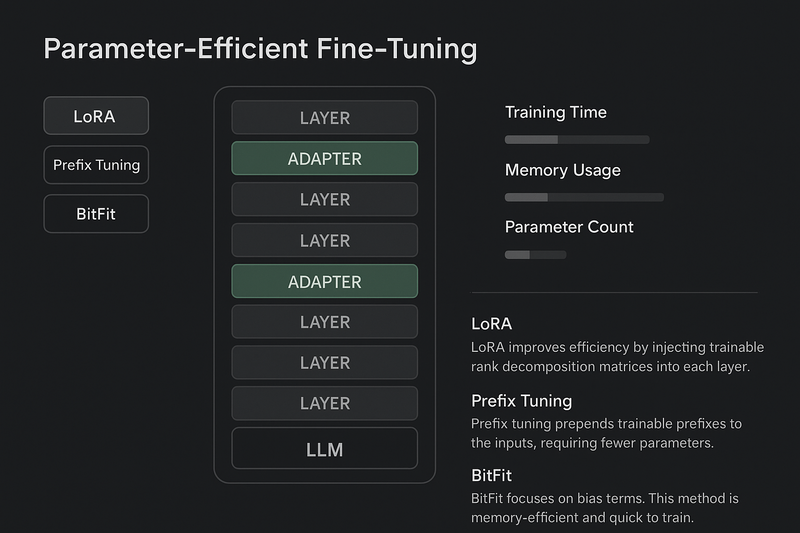 Parameter-Efficient Fine-Tuning
LoRA
Prefix Tuning
BitFit
LAYER
ADAPTER
LAYER
LAYER
ADAPTER
LAYER
LAYER
LAYER
LLM
Training Time
Memory Usage
Parameter Count
LoRA
LoRA improves efficiency by injecting trainable
rank decomposition matrices into each layer.
Prefix Tuning
Prefix tuning prepends trainable prefixes to
the inputs, requiring fewer parameters.
BitFit
BitFit focuses on bias terms. This method is
memory-efficient and quick to train.